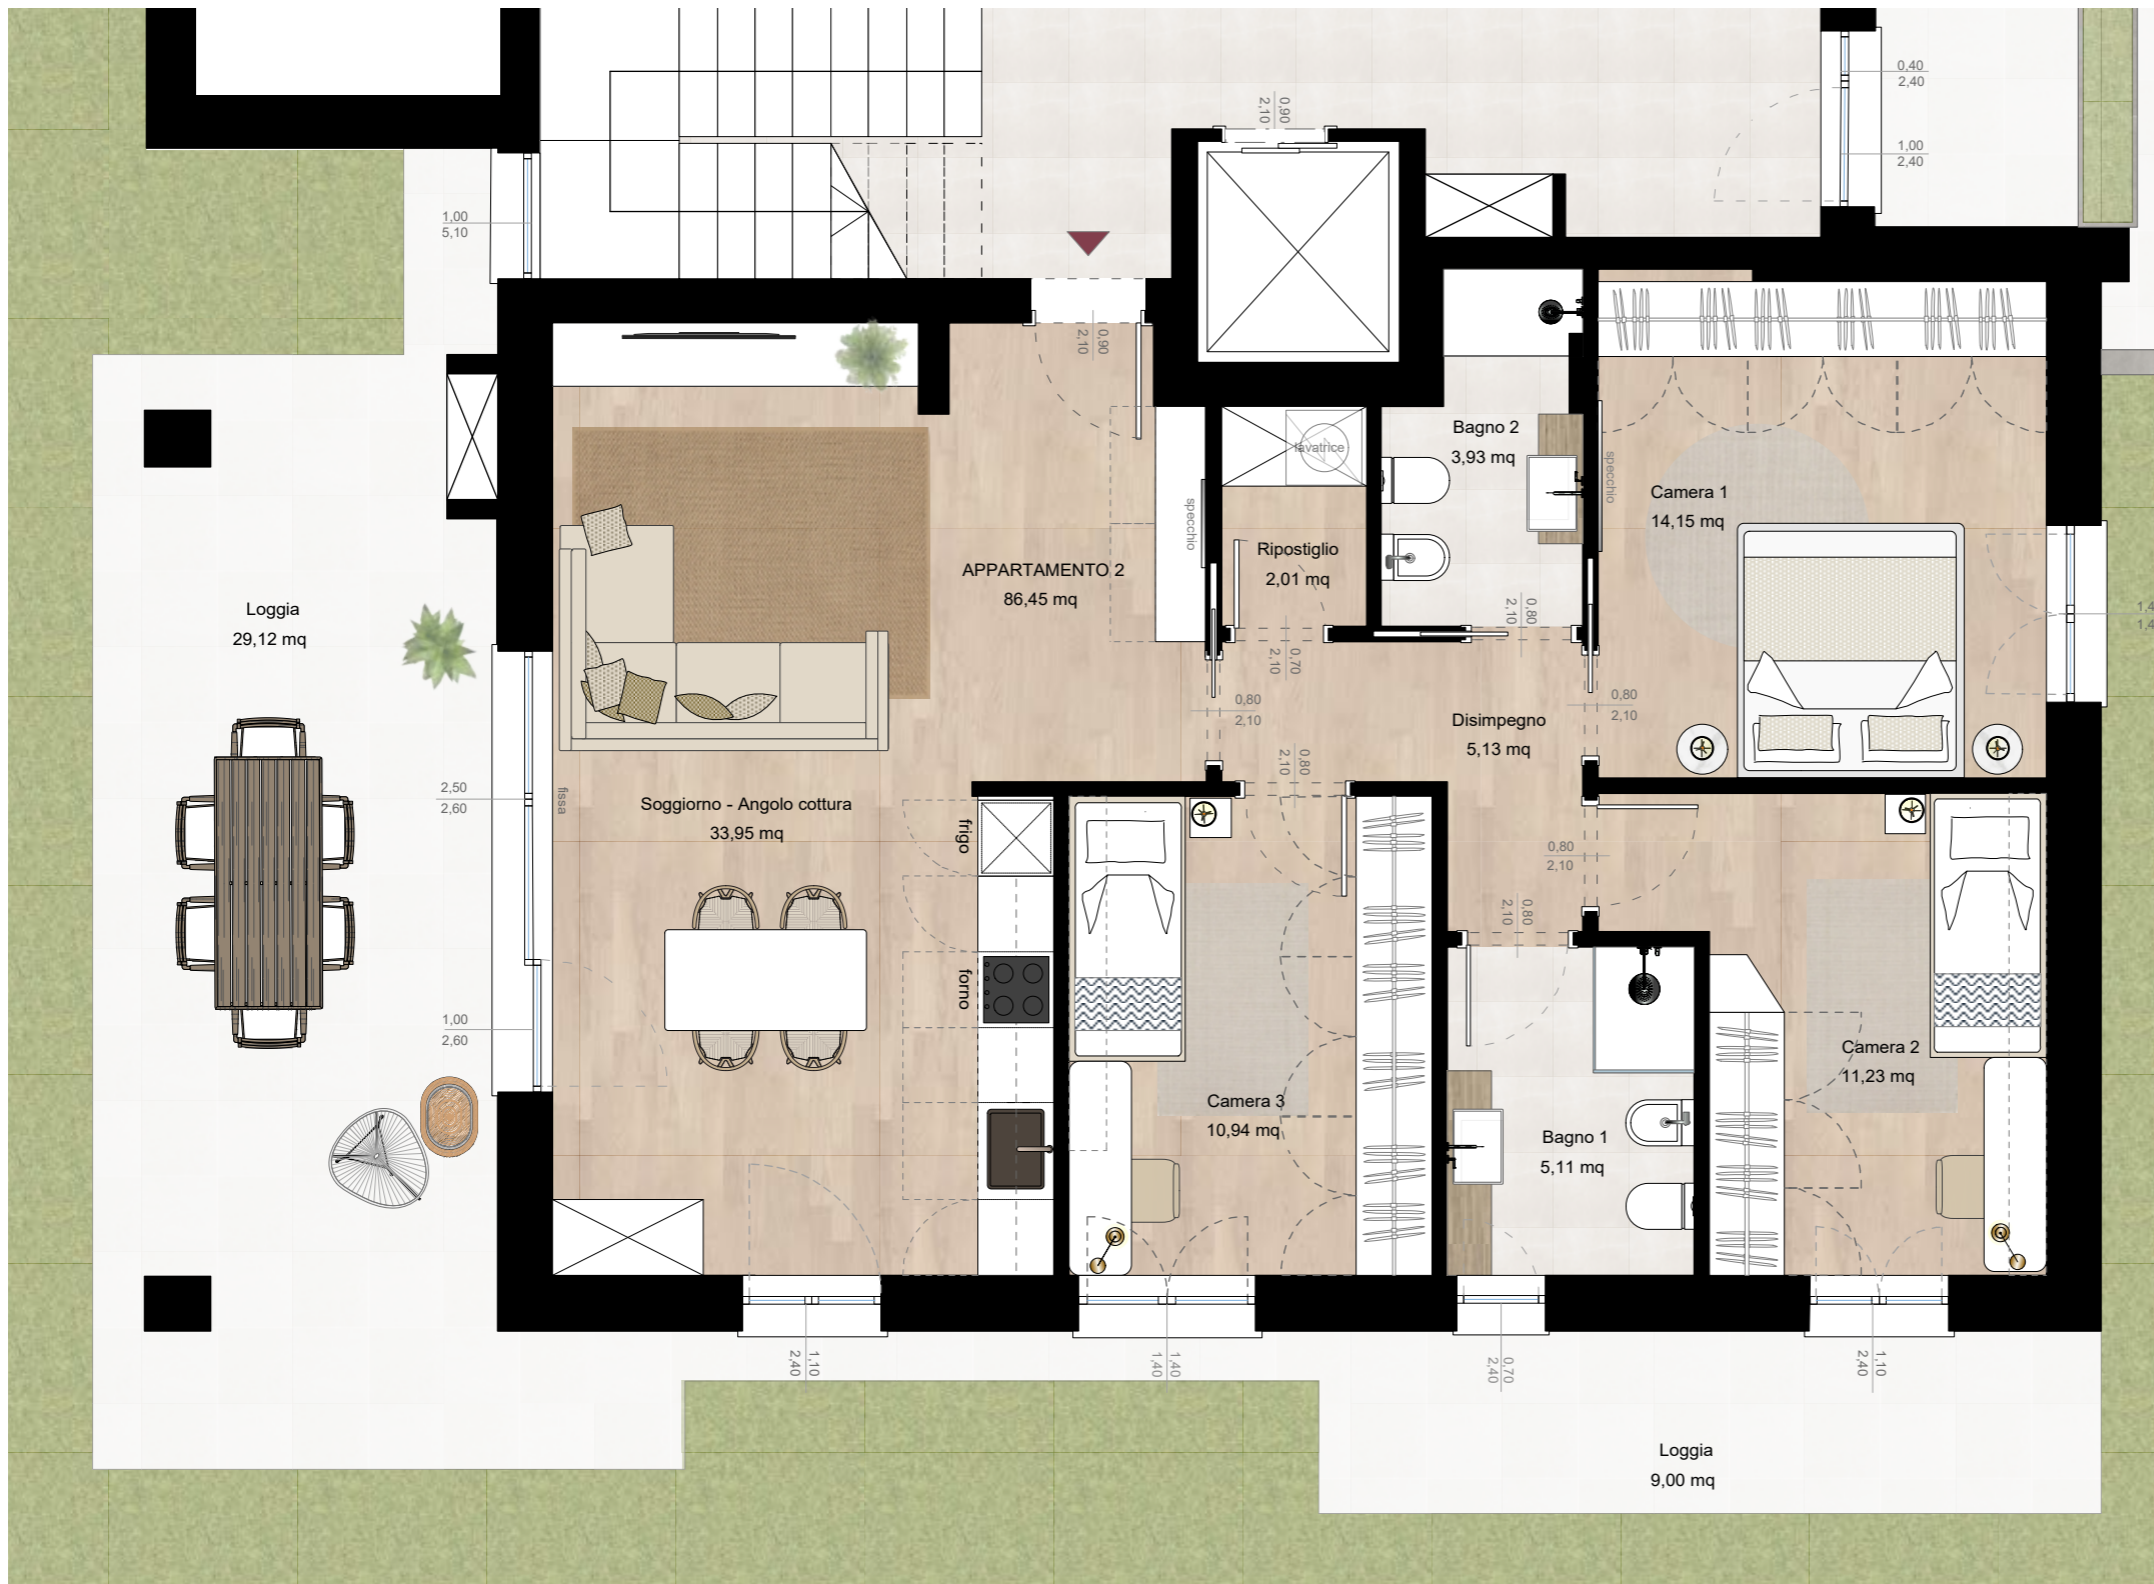 0,40
2,40
0,90
2,10
1,00
2,40
1,00
5,10
0,90
2,10
Bagno 2
3,93 mq
lavatrice
specchio
Camera 1
14,15 mq
specchio
Ripostiglio
2,01 mq
APPARTAMENTO 2
86,45 mq
Loggia
29,12 mq
0,80
2,10
0,70
2,10
0,80
2,10
0,80
2,10
Disimpegno
5,13 mq
0,80
2,10
2,50
2,60
fissa
Soggiorno - Angolo cottura
33,95 mq
frigo
0,80
2,10
0,80
2,10
forno
1,00
2,60
Camera 2
11,23 mq
Camera 3
10,94 mq
Bagno 1
5,11 mq
1,10
2,40
1,40
1,40
0,70
2,40
1,10
2,40
Loggia
9,00 mq